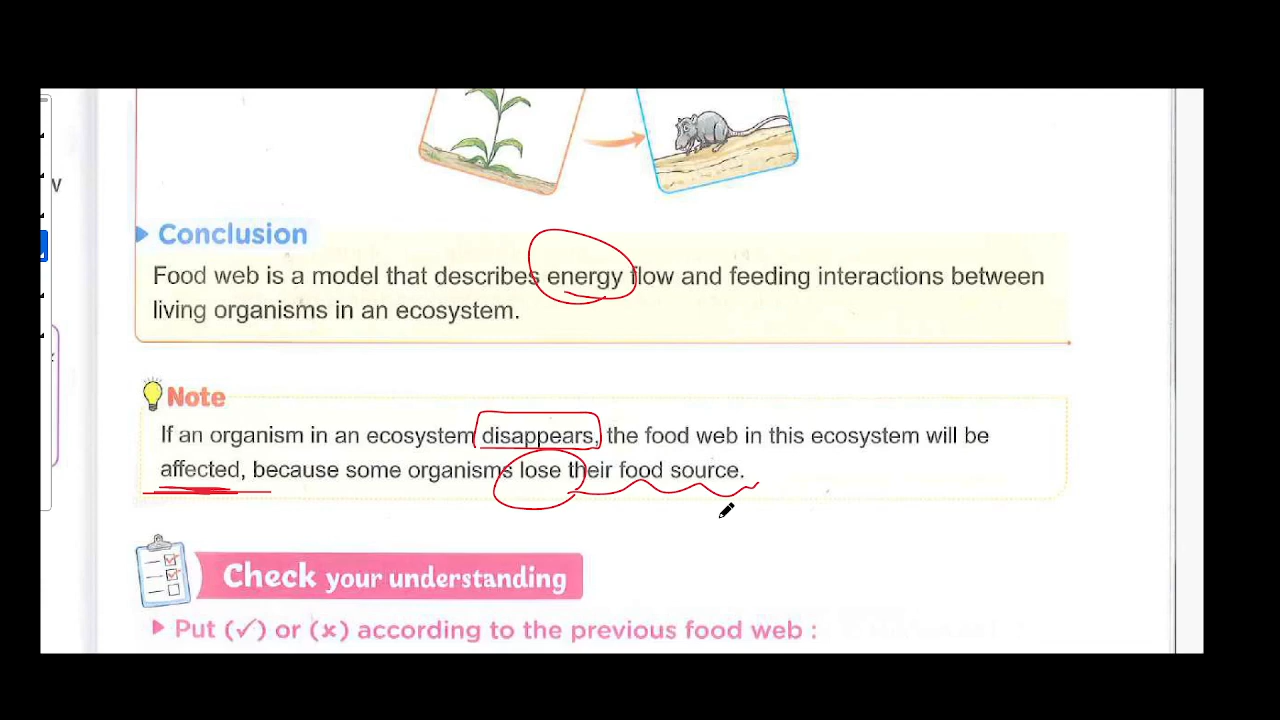 Conclusion
Food web is a model that describes energy flow and feeding interactions between
living organisms in an ecosystem.
Note
If an organism in an ecosystem disappears, the food web in this ecosystem will be
affected, because some organisms lose their food source.
Check your understanding
Put (✓) or (×) according to the previous food web :